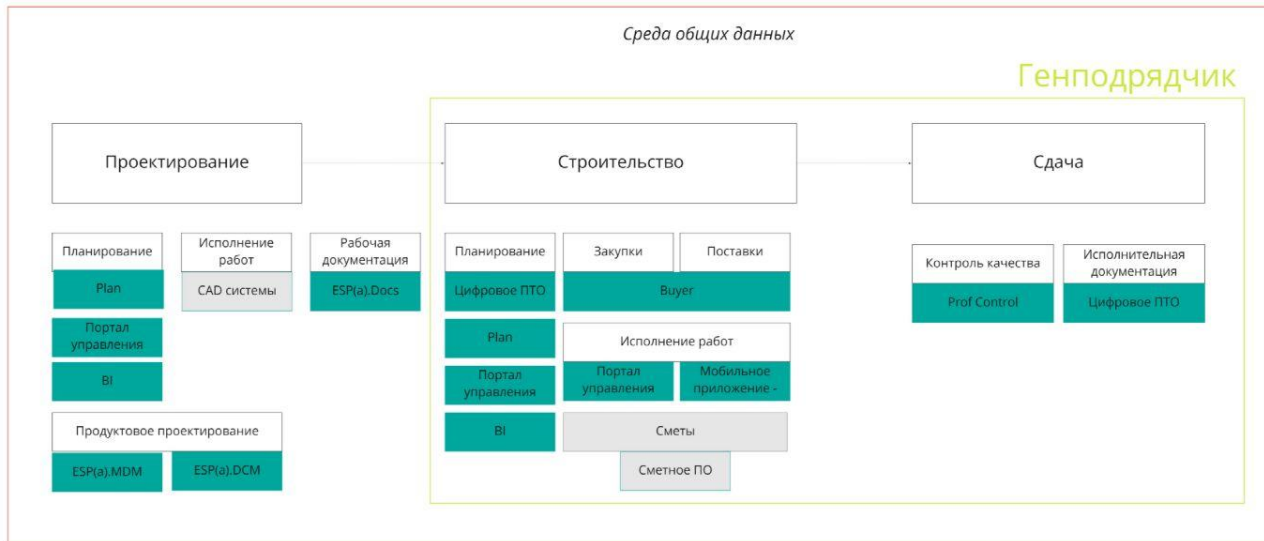 Среда общих данных
Генподрядчик
Проектирование
Строительство
Сдача
Планирование
Plan
Портал
управления
BI
Исполнение
работ
CAD системы
Рабочая
документация
ESP(a).Docs
Продуктовое проектирование
ESP(a).MDM
ESP(a).DCM
Планирование
Цифровое ПТО
Plan
Портал
управления
BI
Закупки
Поставки
Buyer
Исполнение работ
Портал
управления
Мобильное
приложение -
Сметы
Сметное ПО
Контроль качества
Prof Control
Исполнительная
документация
Цифровое ПТО